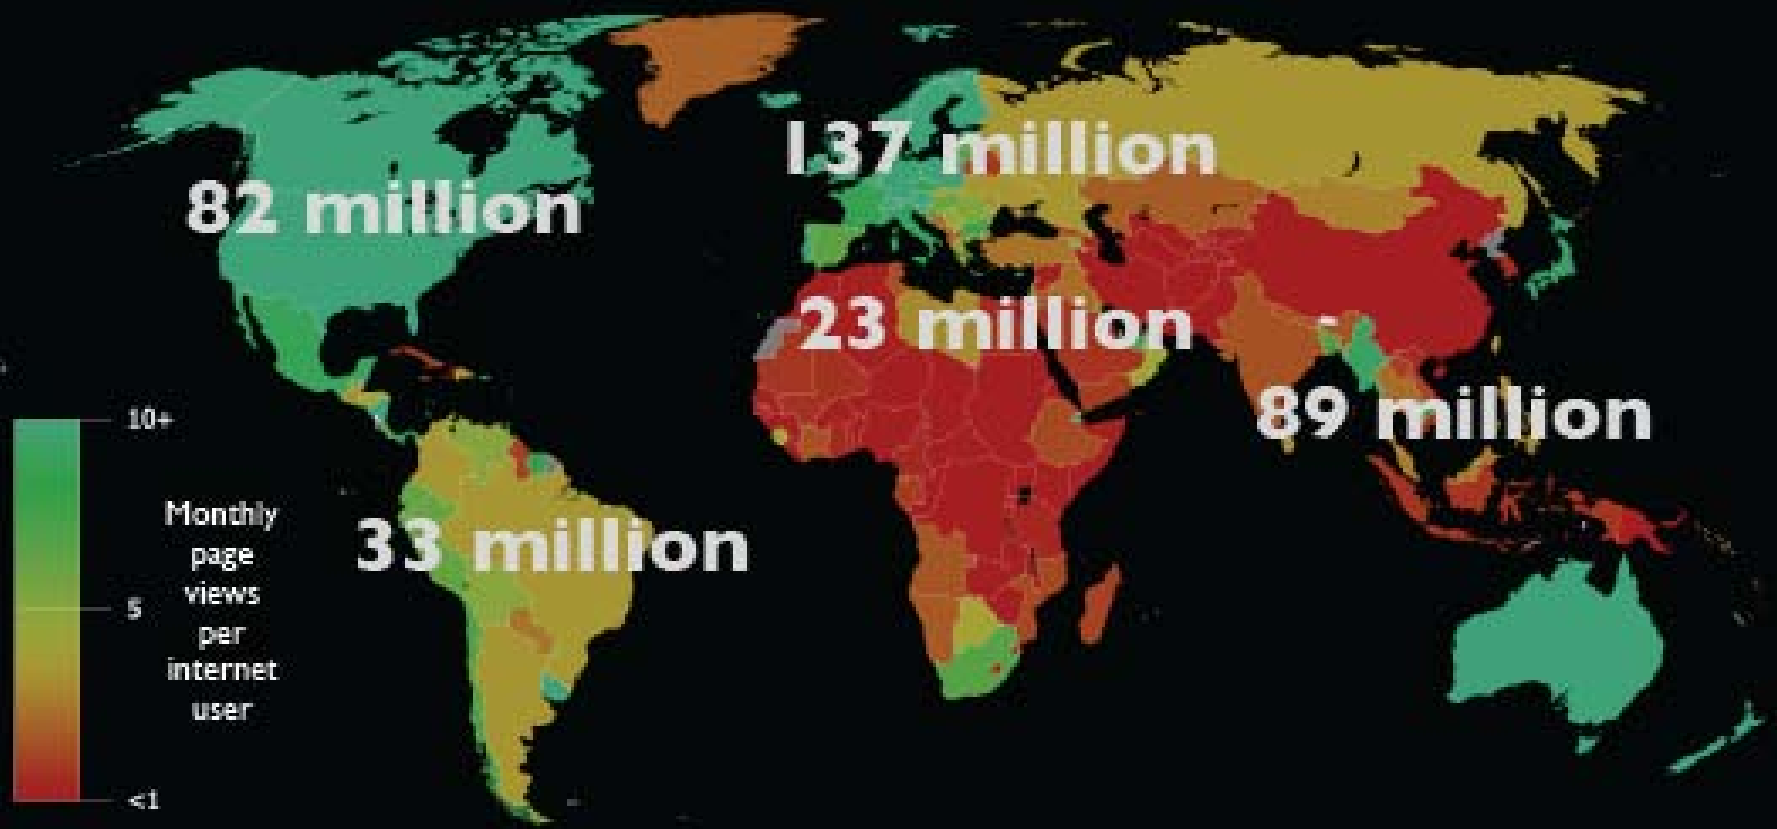 137 million
82 million
23 million
89 million
33 million
10+
5
<1
Monthly
page
views
per
internet
user